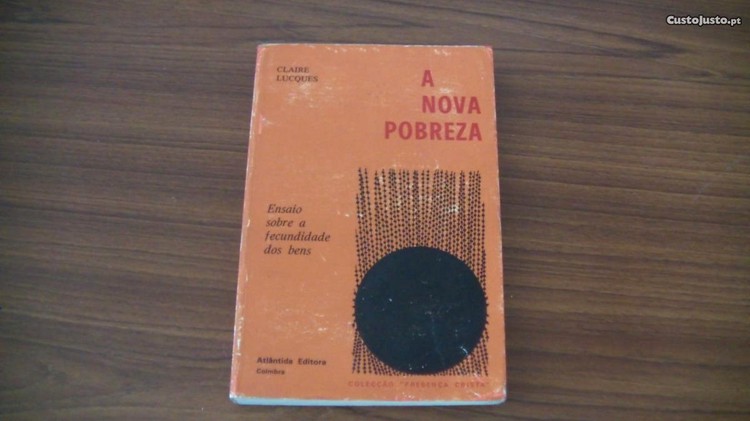 CustoJusto.pt
CLAIRE
LUCQUES
A
NOVA
POBREZA
Ensaio
sobre a
fecundidade
dos bens
Atlântida Editora
Coimbra
COLECÇÃO "PRESENÇA CRISTÃ"